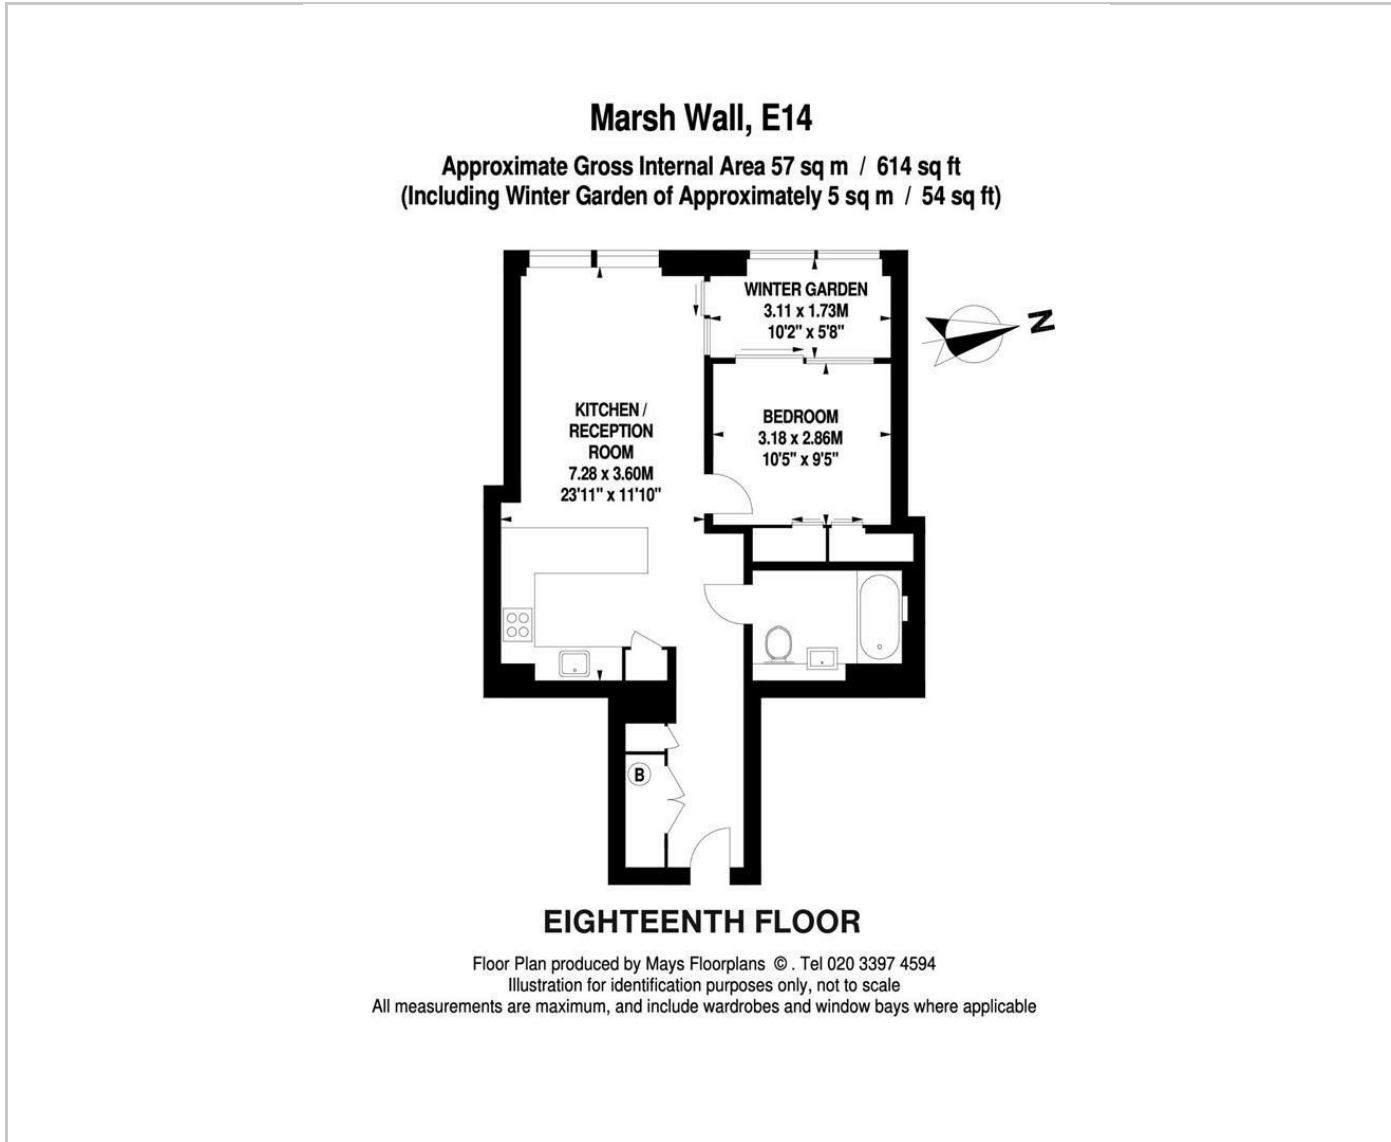 Marsh Wall, E14
Approximate Gross Internal Area 57 sq m / 614 sq ft
(Including Winter Garden of Approximately 5 sq m / 54 sq ft)
WINTER GARDEN
3.11 x 1.73M
10'2" x 5'8"
N
KITCHEN /
RECEPTION
ROOM
7.28 x 3.60M
23'11" x 11'10"
BEDROOM
3.18 x 2.86M
10'5" x 9'5"
B
EIGHTEENTH FLOOR
Floor Plan produced by Mays Floorplans © . Tel 020 3397 4594
Illustration for identification purposes only, not to scale
All measurements are maximum, and include wardrobes and window bays where applicable